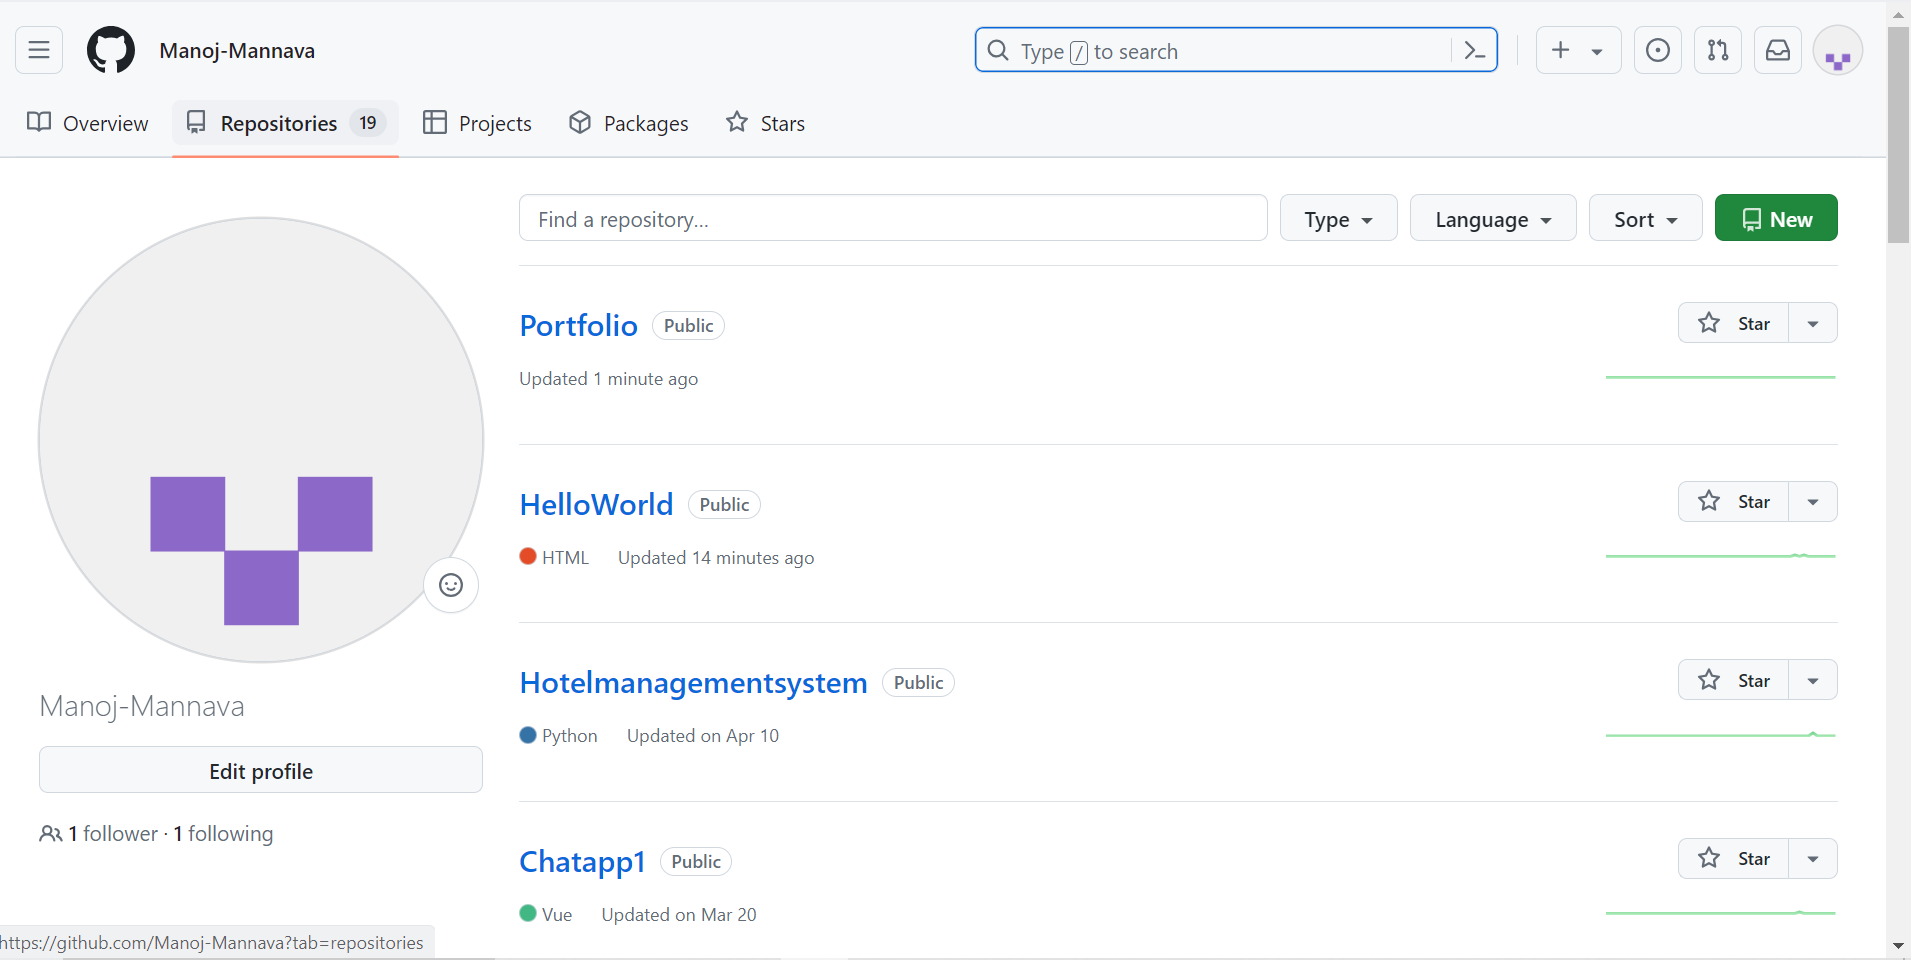 Manoj-Mannava
Type / to search
Overview
Repositories 19
Projects
Packages
Stars
Find a repository...
Type
Language
Sort
New
Portfolio Public
Star
Updated 1 minute ago
HelloWorld Public
Star
HTML Updated 14 minutes ago
Hotelmanagementsystem Public
Star
Python Updated on Apr 10
Manoj-Mannava
Edit profile
1 follower · 1 following
Chatapp1 Public
Star
Vue Updated on Mar 20
https://github.com/Manoj-Mannava?tab=repositories